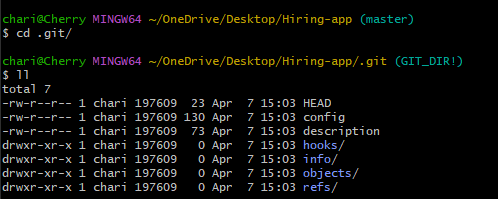 chari@Cherry MINGW64 ~/OneDrive/Desktop/Hiring-app (master)
$ cd .git/
chari@Cherry MINGW64 ~/OneDrive/Desktop/Hiring-app/.git (GIT_DIR!)
$ ll
total 7
-rw-r--r-- 1 chari 197609  23 Apr  7 15:03 HEAD
-rw-r--r-- 1 chari 197609 130 Apr  7 15:03 config
-rw-r--r-- 1 chari 197609  73 Apr  7 15:03 description
drwxr-xr-x 1 chari 197609   0 Apr  7 15:03 hooks/
drwxr-xr-x 1 chari 197609   0 Apr  7 15:03 info/
drwxr-xr-x 1 chari 197609   0 Apr  7 15:03 objects/
drwxr-xr-x 1 chari 197609   0 Apr  7 15:03 refs/